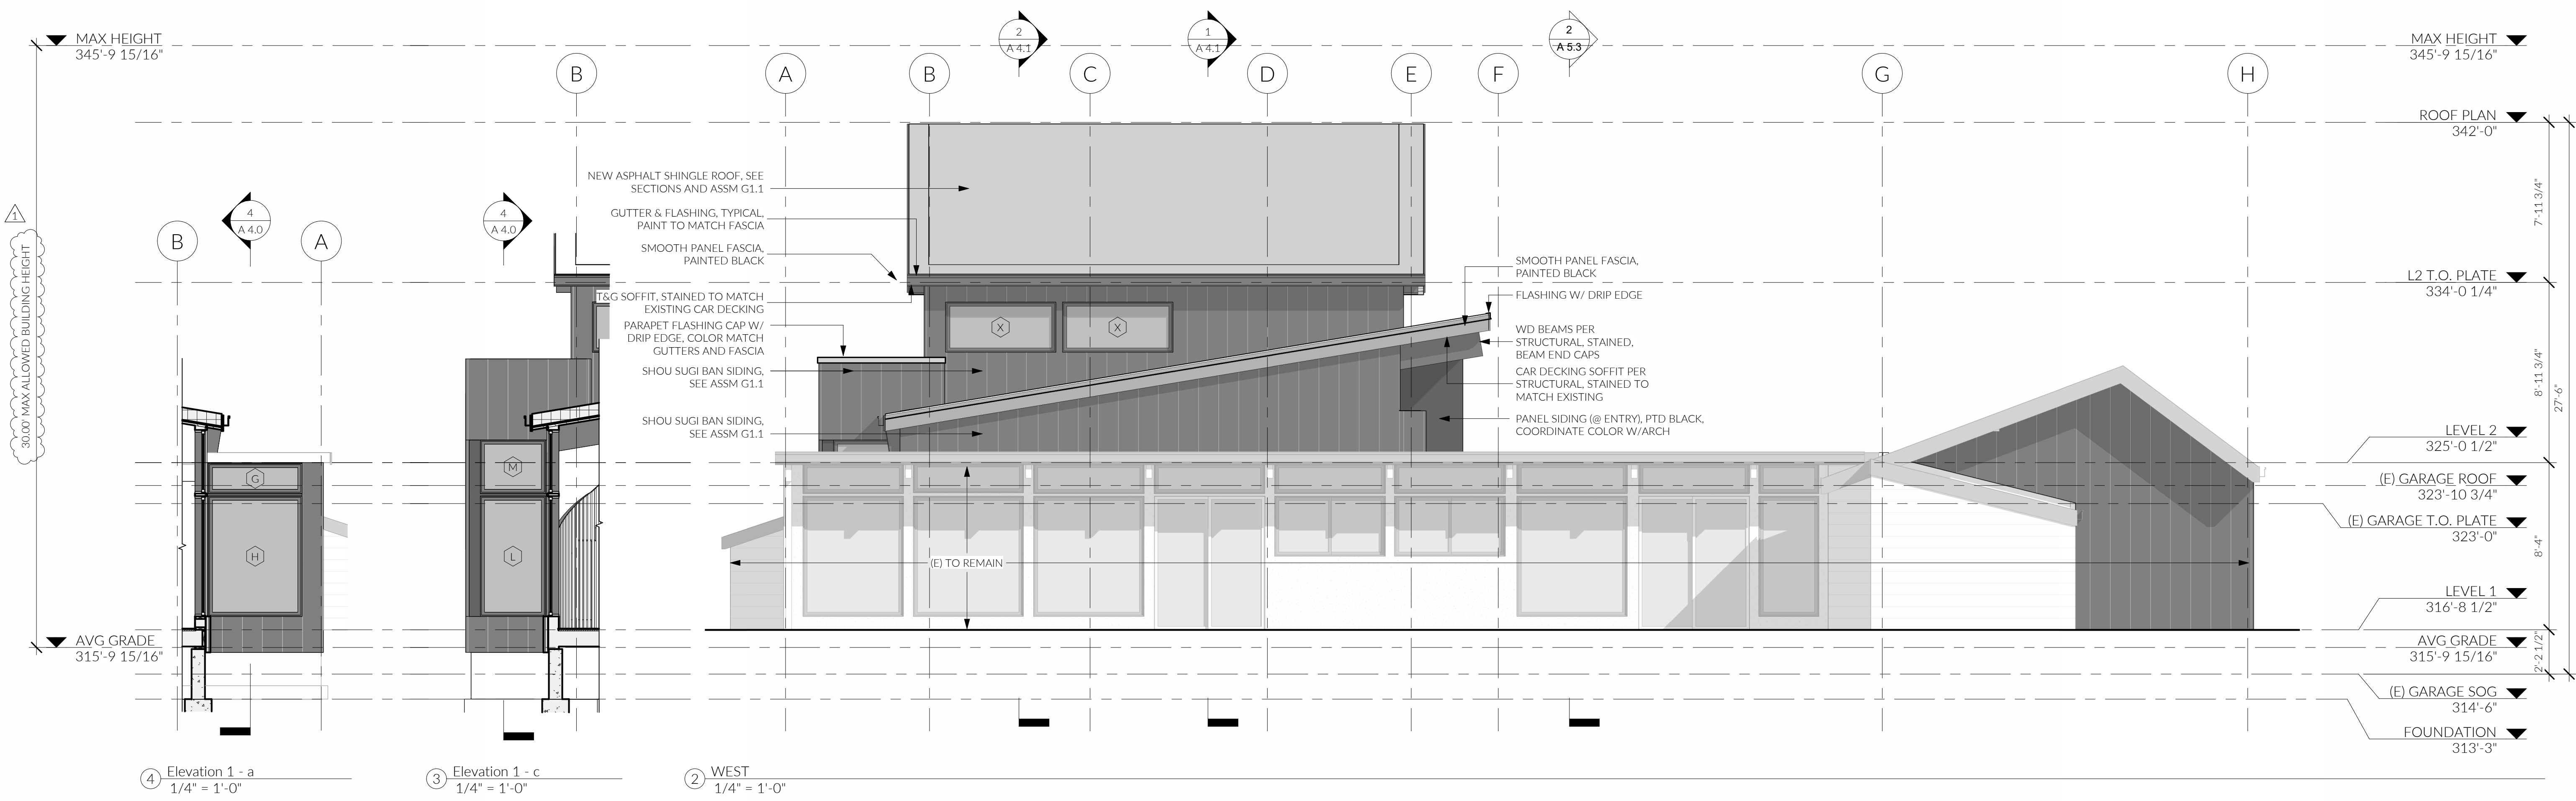 MAX HEIGHT
345'-9 15/16"
1
30.00' MAX ALLOWED BUILDING HEIGHT
AVG GRADE
315'-9 15/16"
B
4
A 4.0
A
G
H
4
Elevation 1 - a
1/4" = 1'-0"
4
A 4.0
B
M
L
3
Elevation 1 - c
1/4" = 1'-0"
2
A 4.1
1
A 4.1
2
A 5.3
A
B
C
D
E
F
G
H
NEW ASPHALT SHINGLE ROOF, SEE
SECTIONS AND ASSM G1.1
GUTTER & FLASHING, TYPICAL,
PAINT TO MATCH FASCIA
SMOOTH PANEL FASCIA,
PAINTED BLACK
T&G SOFFIT, STAINED TO MATCH
EXISTING CAR DECKING
PARAPET FLASHING CAP W/
DRIP EDGE, COLOR MATCH
GUTTERS AND FASCIA
SHOU SUGI BAN SIDING,
SEE ASSM G1.1
SHOU SUGI BAN SIDING,
SEE ASSM G1.1
X
X
SMOOTH PANEL FASCIA,
PAINTED BLACK
FLASHING W/ DRIP EDGE
WD BEAMS PER
STRUCTURAL, STAINED,
BEAM END CAPS
CAR DECKING SOFFIT PER
STRUCTURAL, STAINED TO
MATCH EXISTING
PANEL SIDING (@ ENTRY), PTD BLACK,
COORDINATE COLOR W/ARCH
(E) TO REMAIN
2
WEST
1/4" = 1'-0"
MAX HEIGHT
345'-9 15/16"
ROOF PLAN
342'-0"
7'-11 3/4"
L2 T.O. PLATE
334'-0 1/4"
8'-11 3/4"
27'-6"
LEVEL 2
325'-0 1/2"
(E) GARAGE ROOF
323'-10 3/4"
(E) GARAGE T.O. PLATE
323'-0"
8'-4"
LEVEL 1
316'-8 1/2"
AVG GRADE
315'-9 15/16"
2'-2 1/2"
(E) GARAGE SOG
314'-6"
FOUNDATION
313'-3"